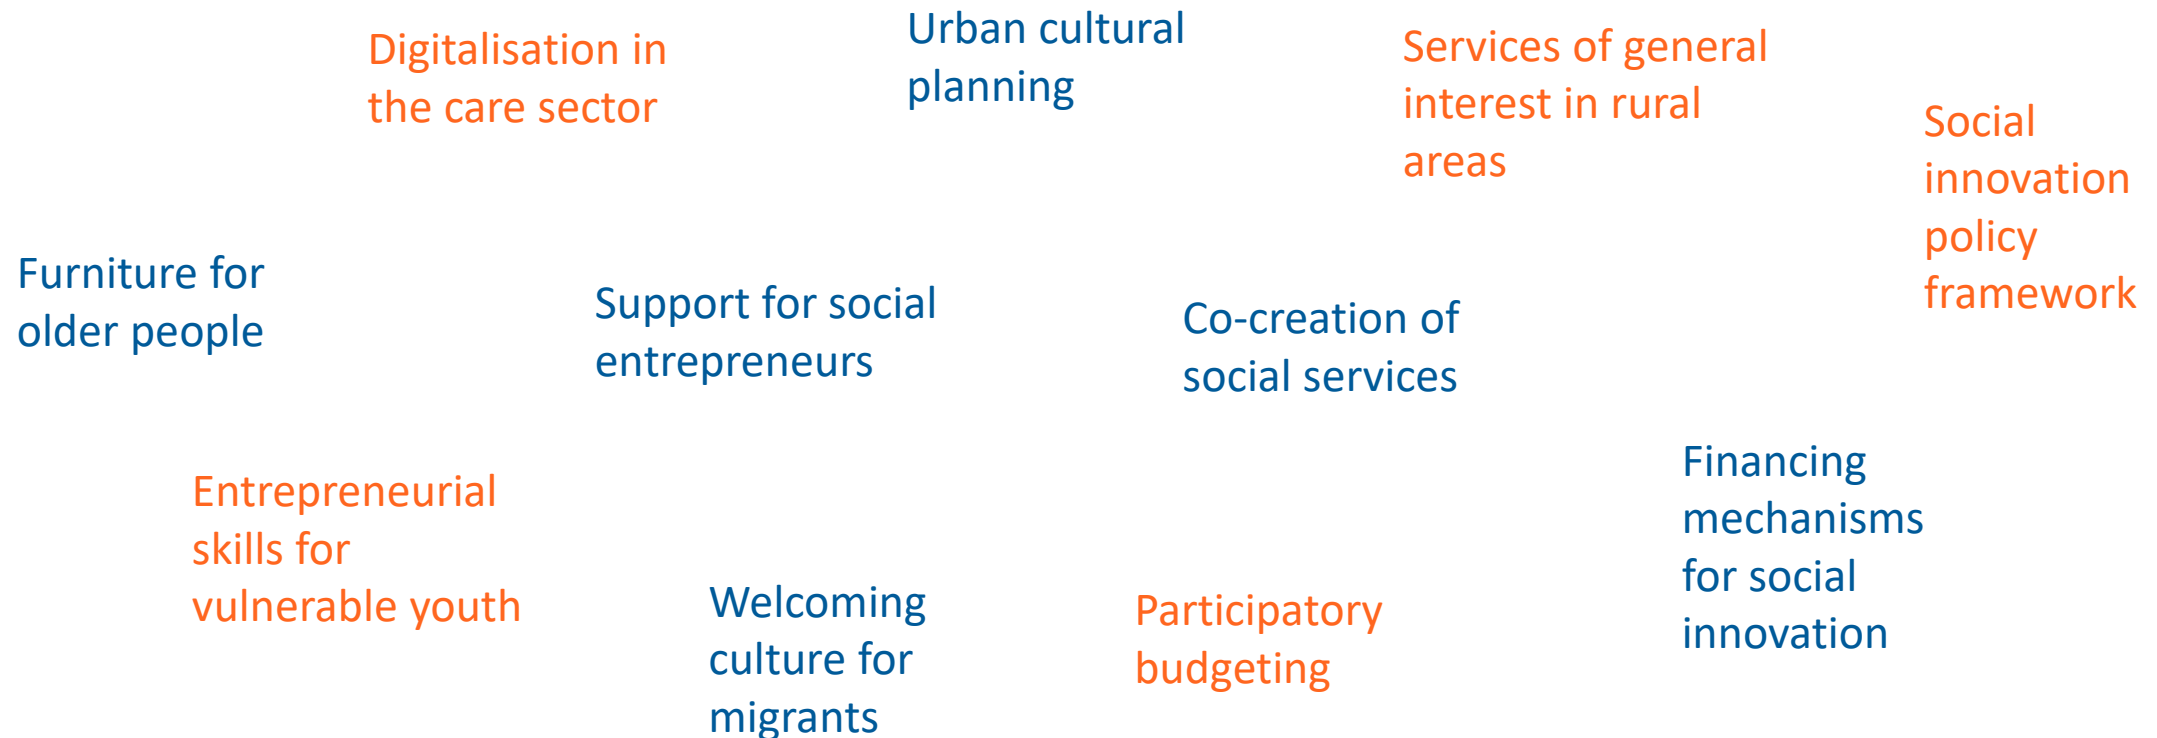 Digitalisation in
the care sector
Urban cultural
planning
Services of general
interest in rural
areas
Social
innovation
policy
framework
Furniture for
older people
Support for social
entrepreneurs
Co-creation of
social services
Entrepreneurial
skills for
vulnerable youth
Welcoming
culture for
migrants
Participatory
budgeting
Financing
mechanisms
for social
innovation